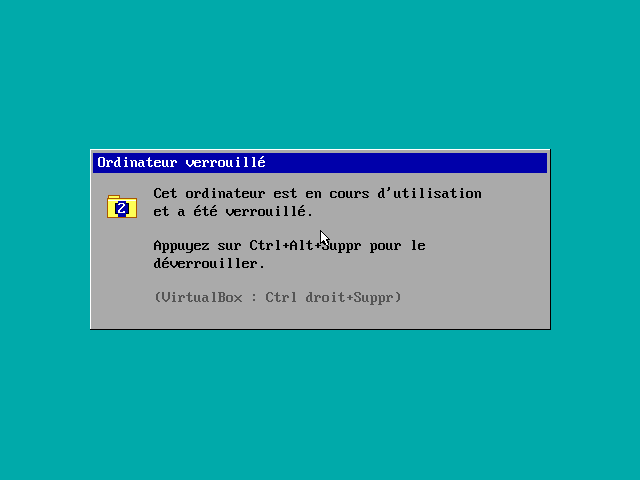 Ordinateur verrouillé
2
Cet ordinateur est en cours d'utilisation
et a été verrouillé.
Appuyez sur Ctrl+Alt+Suppr pour le
déverrouiller.
(VirtualBox : Ctrl droit+Suppr)